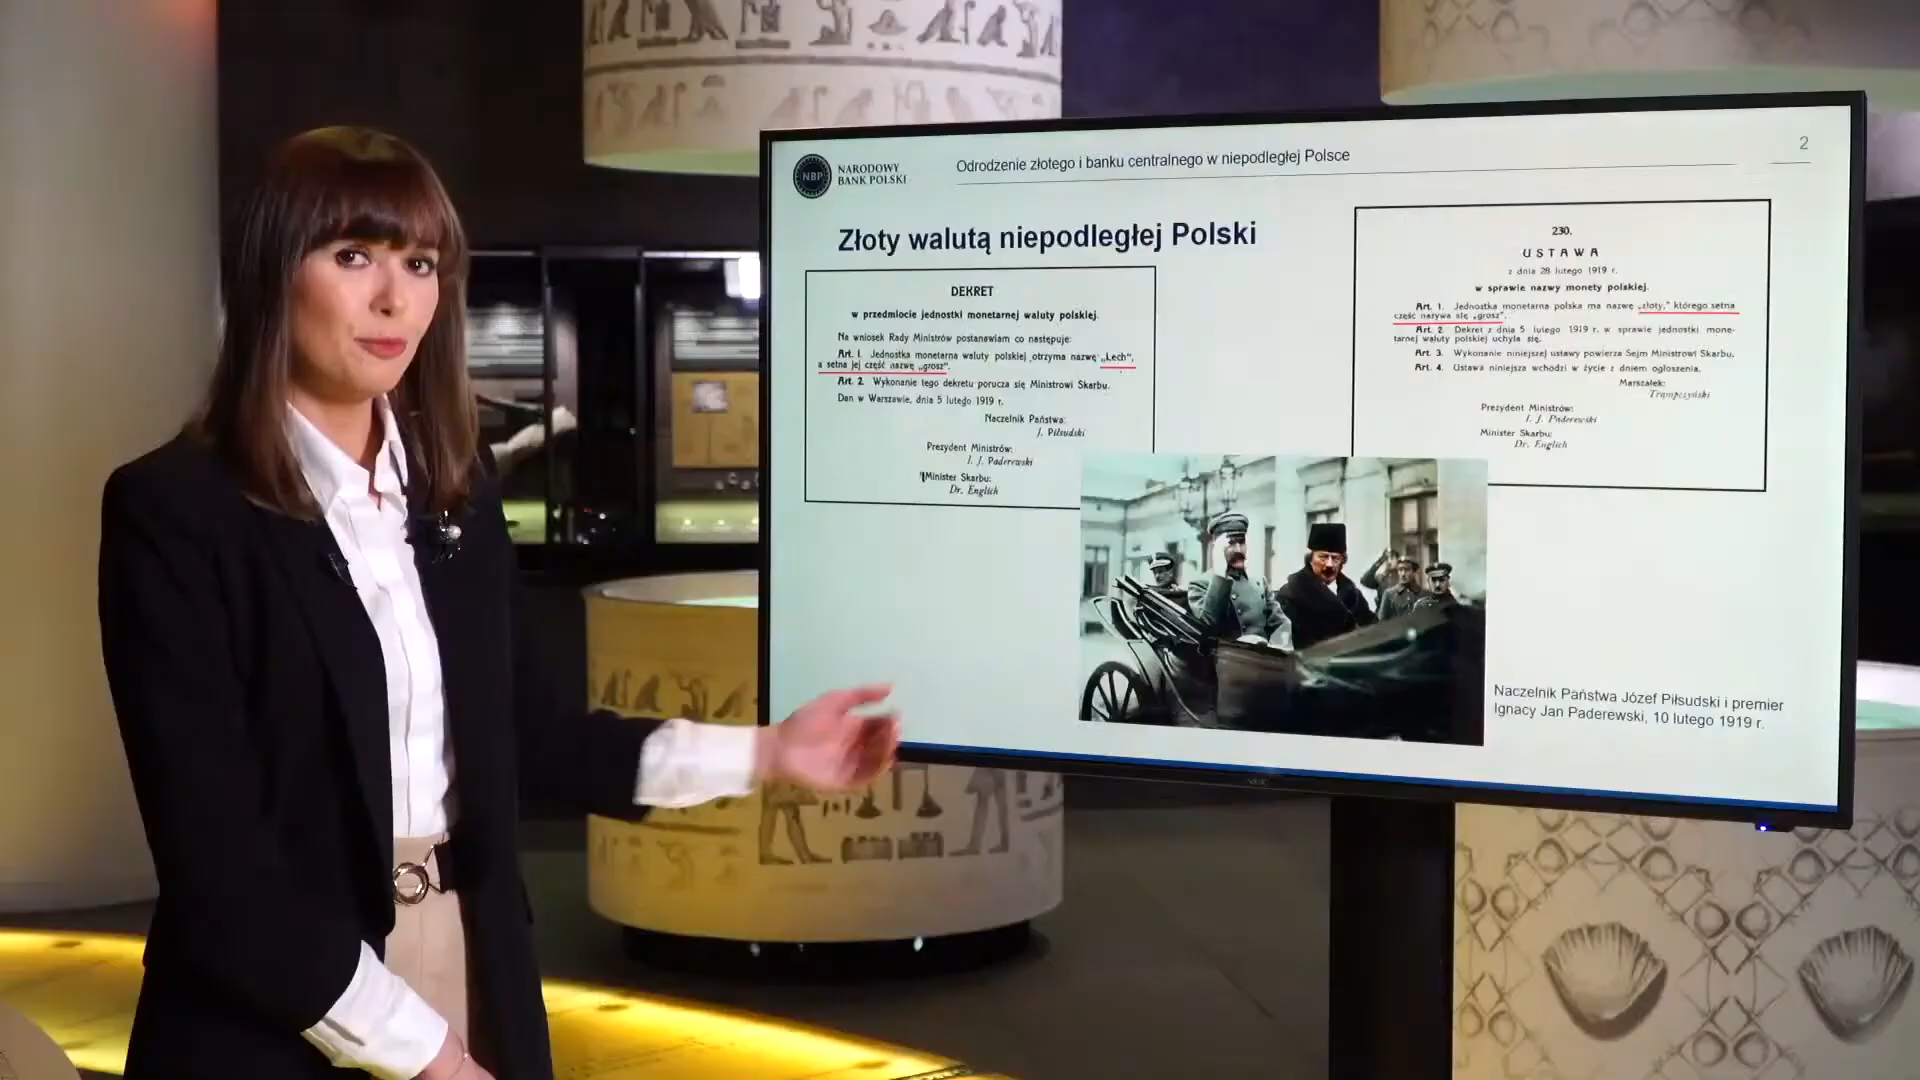 NBP
NARODOWY
BANK POLSKI
Odrodzenie złotego i banku centralnego w niepodległej Polsce
2
Złoty walutą niepodległej Polski
DEKRET
w przedmiocie jednostki monetarnej waluty polskiej.
Na wniosek Rady Ministrów postanawiam co następuje:
Art. 1. Jednostka monetarna waluty polskiej otrzyma nazwę „Lech“,
a setna jej część nazwę „grosz“.
Art. 2. Wykonanie tego dekretu porucza się Ministrowi Skarbu.
Dan w Warszawie, dnia 5 lutego 1919 r.
Naczelnik Państwa:
J. Piłsudski
Prezydent Ministrów:
I. J. Paderewski
Minister Skarbu:
Dr. Englich
230.
USTAWA
z dnia 28 lutego 1919 r.
w sprawie nazwy monety polskiej.
Art. 1. Jednostka monetarna polska ma nazwę „złoty,“ którego setna
część nazywa się „grosz“.
Art. 2. Dekret z dnia 5 lutego 1919 r. w sprawie jednostki mone-
tarnej waluty polskiej uchyla się.
Art. 3. Wykonanie niniejszej ustawy powierza Sejm Ministrowi Skarbu.
Art. 4. Ustawa niniejsza wchodzi w życie z dniem ogłoszenia.
Marszałek:
Trąmpczyński
Prezydent Ministrów:
I. J. Paderewski
Minister Skarbu:
Dr. Englich
Naczelnik Państwa Józef Piłsudski i premier
Ignacy Jan Paderewski, 10 lutego 1919 r.